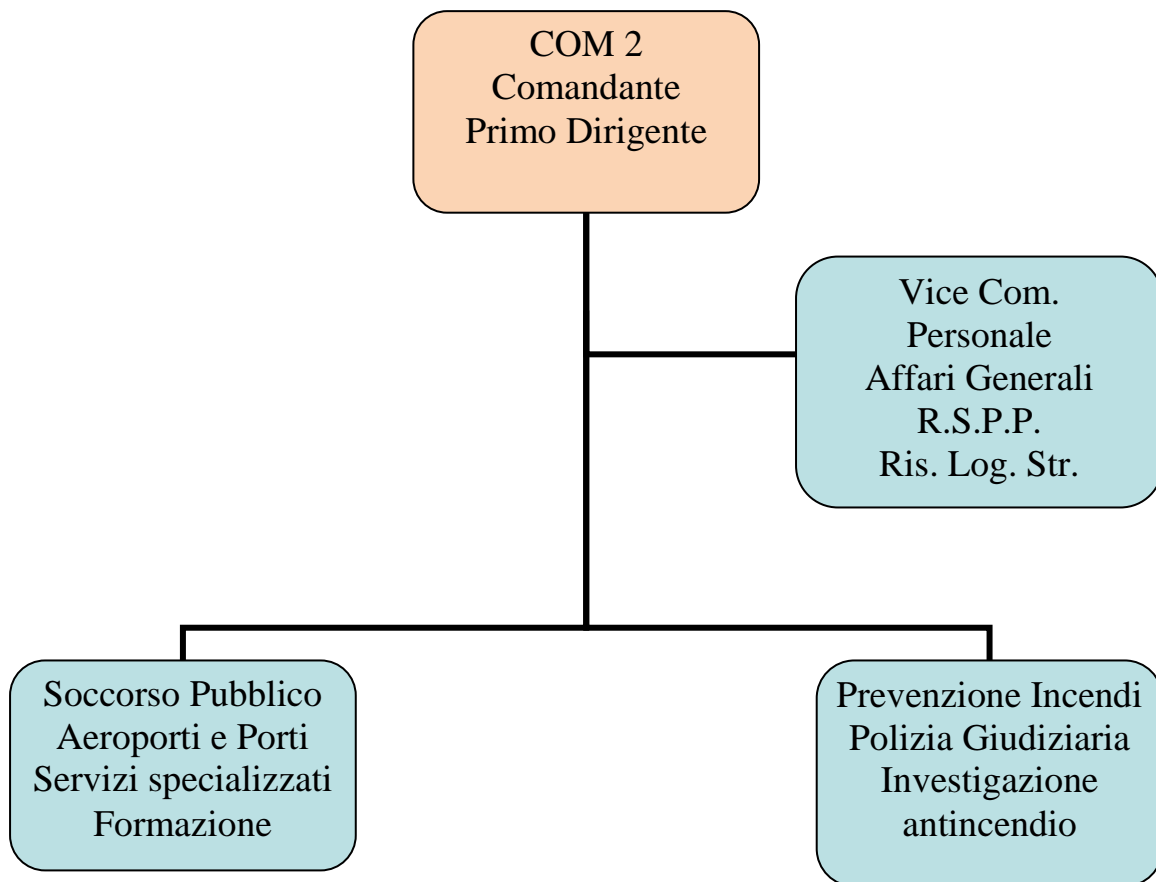 COM 2
Comandante
Primo Dirigente
Vice Com.
Personale
Affari Generali
R.S.P.P.
Ris. Log. Str.
Soccorso Pubblico
Aeroporti e Porti
Servizi specializzati
Formazione
Prevenzione Incendi
Polizia Giudiziaria
Investigazione
antincendio